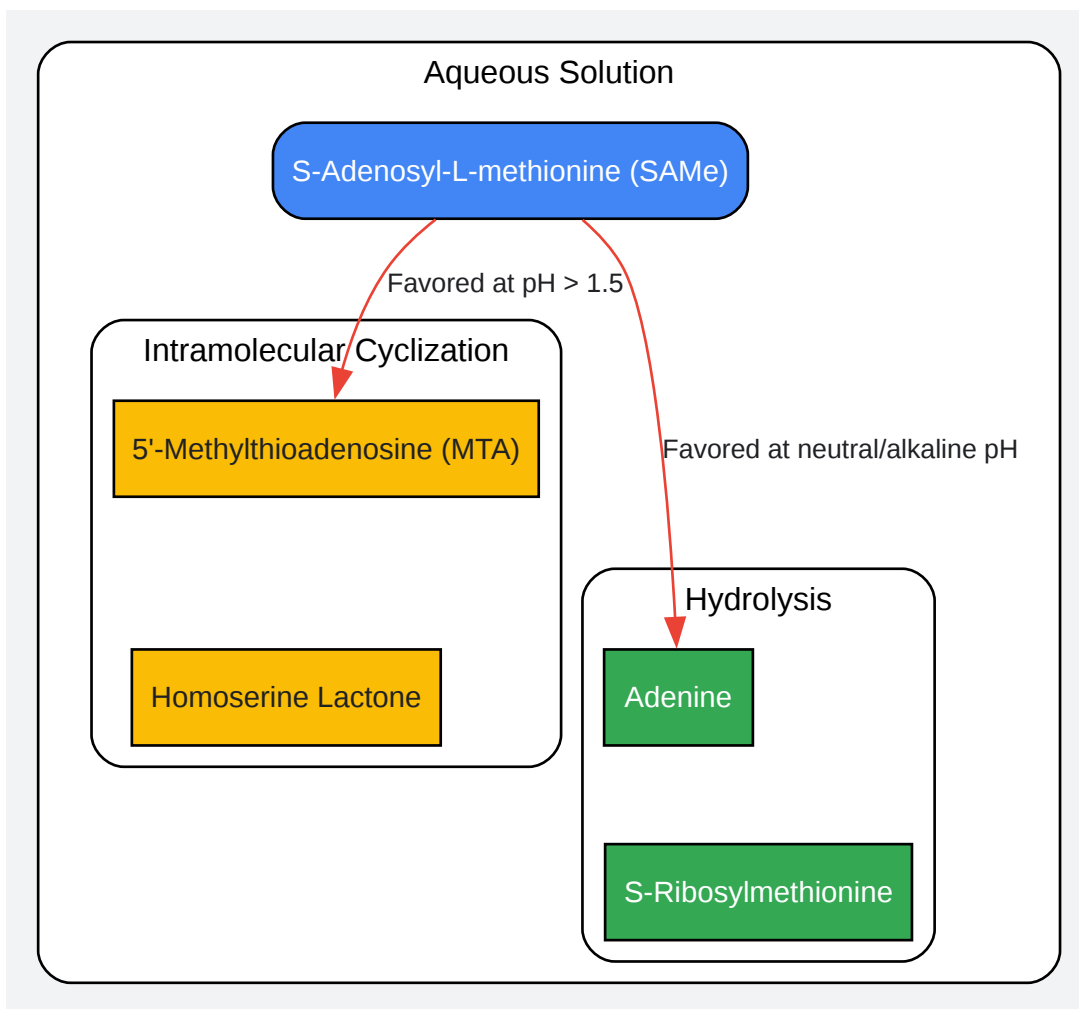 Aqueous Solution
S-Adenosyl-L-methionine (SAMe)
Favored at pH > 1.5
Intramolecular Cyclization
5'-Methylthioadenosine (MTA)
Favored at neutral/alkaline pH
Hydrolysis
Homoserine Lactone
Adenine
S-Ribosylmethionine